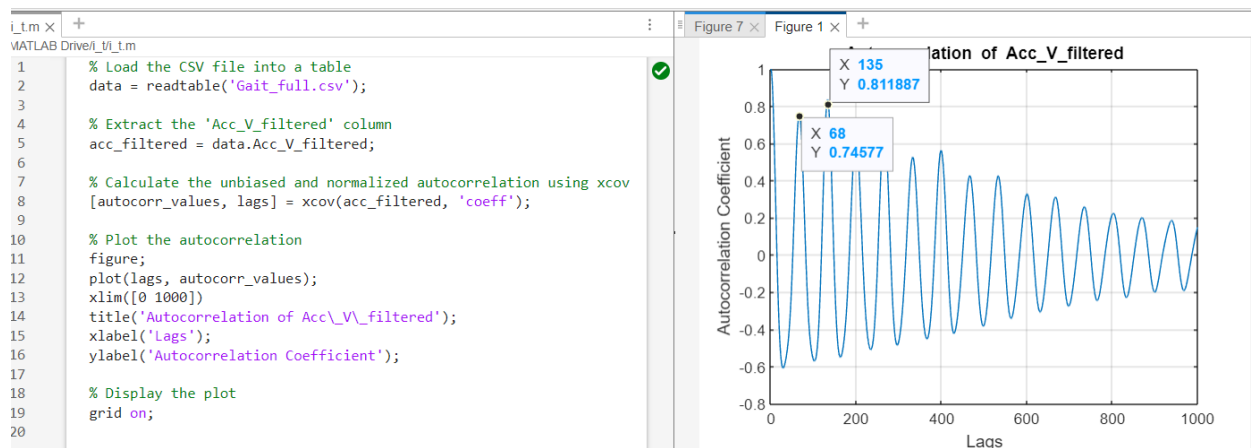 i_t.m ×
Figure 7 ×
Figure 1 ×
MATLAB Drive/i_t/i_t.m
1 % Load the CSV file into a table
2 data = readtable('Gait_full.csv');
3
4 % Extract the 'Acc_V_filtered' column
5 acc_filtered = data.Acc_V_filtered;
6
7 % Calculate the unbiased and normalized autocorrelation using xcov
8 [autocorr_values, lags] = xcov(acc_filtered, 'coeff');
9
10 % Plot the autocorrelation
11 figure;
12 plot(lags, autocorr_values);
13 xlim([0 1000])
14 title('Autocorrelation of Acc\_V\_filtered');
15 xlabel('Lags');
16 ylabel('Autocorrelation Coefficient');
17
18 % Display the plot
19 grid on;
20
lation of Acc_V_filtered
X 135
Y 0.811887
X 68
Y 0.74577
Autocorrelation Coefficient
1
0.8
0.6
0.4
0.2
0
-0.2
-0.4
-0.6
-0.8
0 200 400 600 800 1000
Lags